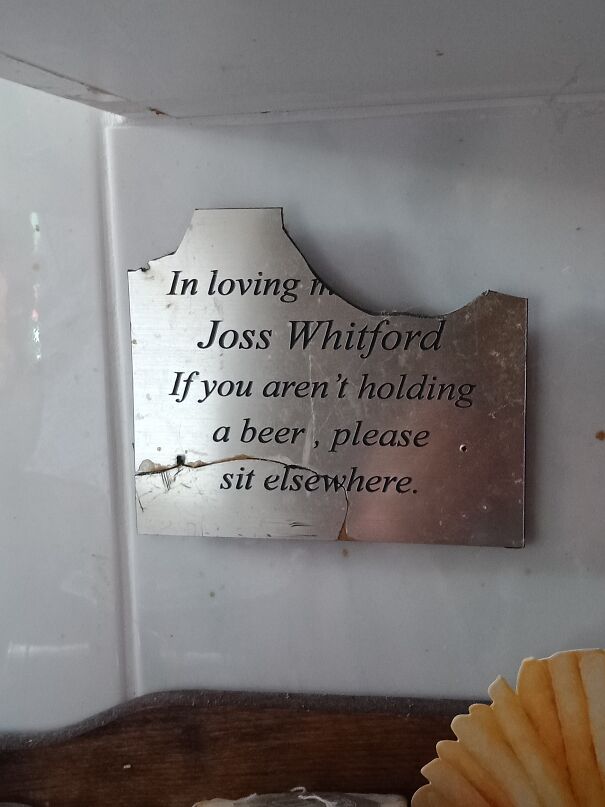 In loving
Joss Whitford
If you aren't holding
a beer , please
sit elsewhere.